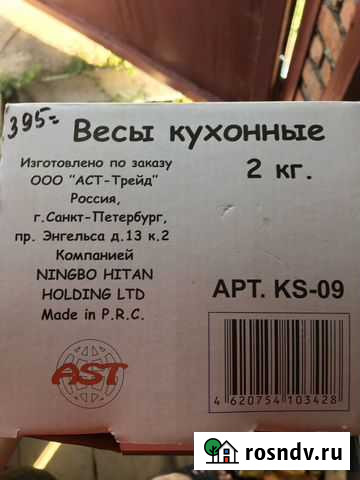 395=
Весы кухонные
2 кг.
Изготовлено по заказу
ООО "АСТ-Трейд"
Россия,
г.Санкт-Петербург,
пр. Энгельса д.13 к.2
Компанией
NINGBO HITAN
HOLDING LTD
Made in P.R.C.
АРТ. KS-09
AST
4 620754 103428
rosndv.ru